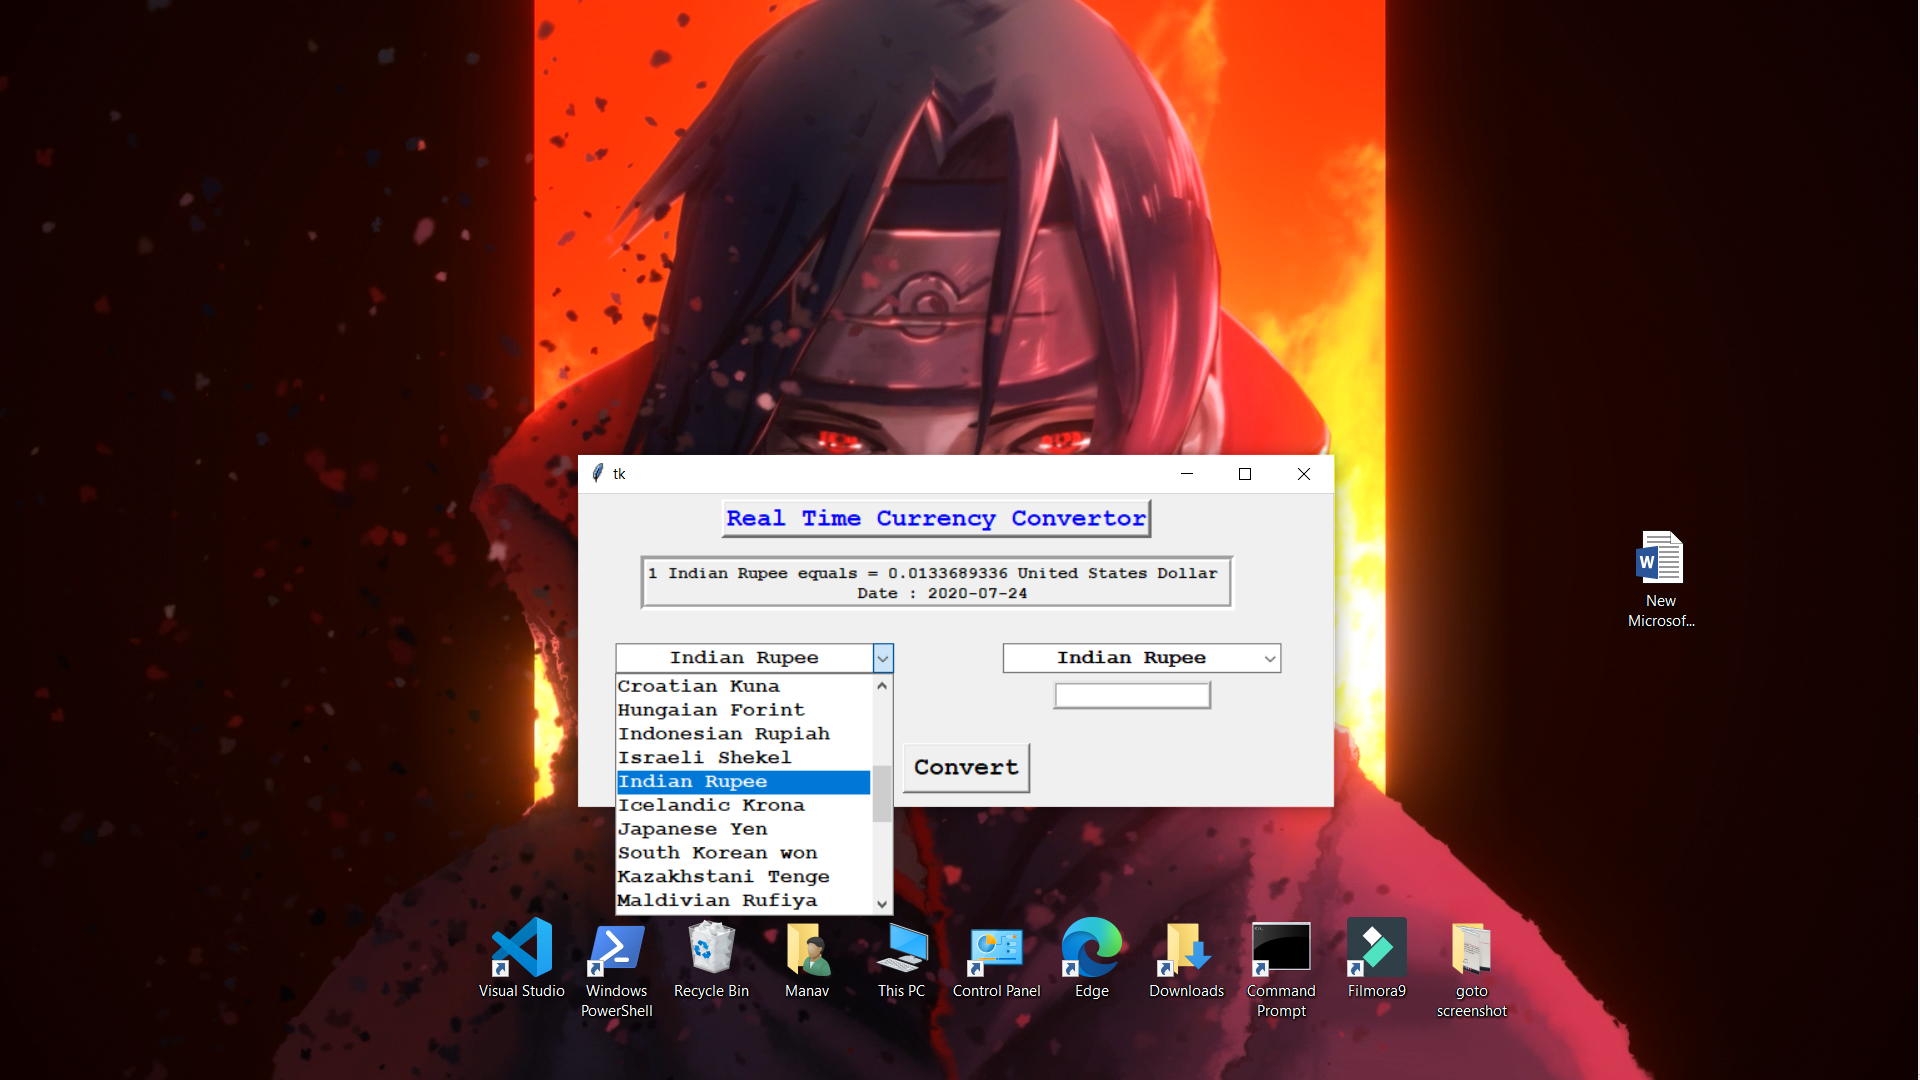 tk
Real Time Currency Convertor
1 Indian Rupee equals = 0.0133689336 United States Dollar
Date : 2020-07-24
Indian Rupee
Indian Rupee
Croatian Kuna
Hungaian Forint
Indonesian Rupiah
Israeli Shekel
Indian Rupee
Icelandic Krona
Japanese Yen
South Korean won
Kazakhstani Tenge
Maldivian Rufiya
Convert
W
New
Microsof...
Visual Studio
Windows
PowerShell
Recycle Bin
Manav
This PC
Control Panel
Edge
Downloads
Command
Prompt
Filmora9
goto
screenshot